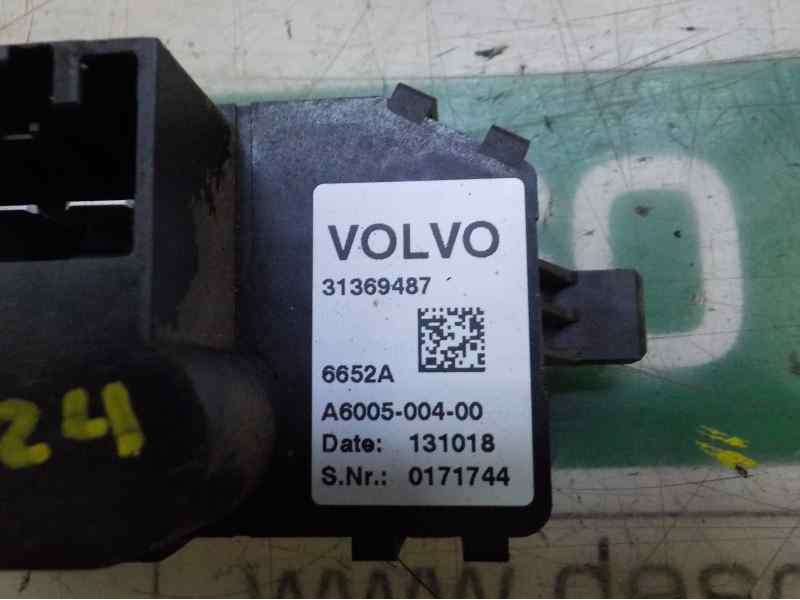 VOLVO
31369487
6652A
A6005-004-00
Date: 131018
S.Nr.: 0171744
24